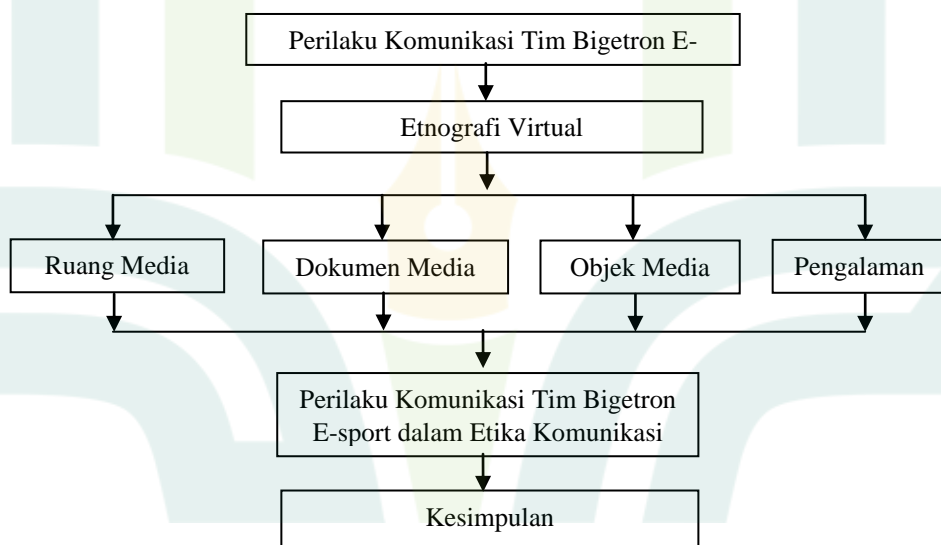 Perilaku Komunikasi Tim Bigetron E-
Etnografi Virtual
Ruang Media
Dokumen Media
Objek Media
Pengalaman
Perilaku Komunikasi Tim Bigetron
E-sport dalam Etika Komunikasi
Kesimpulan